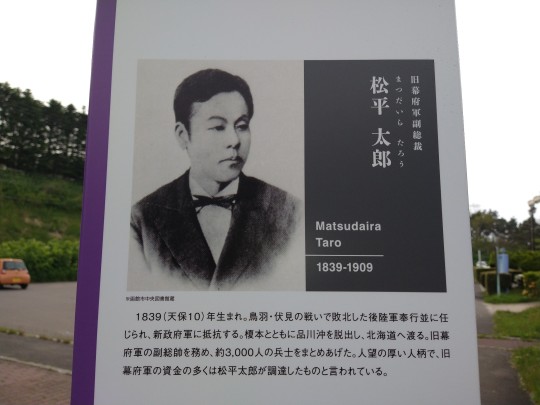 旧幕府軍副総裁
まつだいら たろう
松平 太郎
Matsudaira
Taro
1839-1909
※函館市中央図書館蔵
1839(天保10)年生まれ。鳥羽・伏見の戦いで敗北した後陸軍奉行並に任
じられ、新政府軍に抵抗する。榎本とともに品川沖を脱出し、北海道へ渡る。旧幕
府軍の副総帥を務め、約3,000人の兵士をまとめあげた。人望の厚い人柄で、旧
幕府軍の資金の多くは松平太郎が調達したものと言われている。